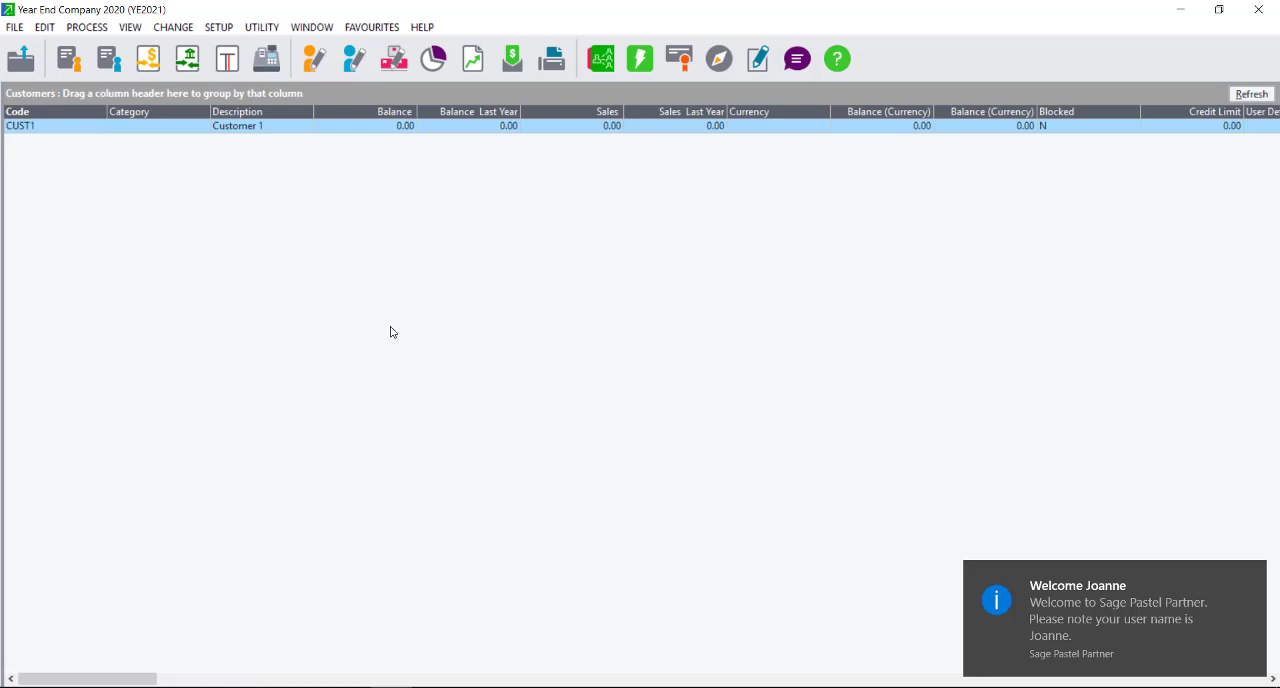 Year End Company 2020 (YE2021)
FILE EDIT PROCESS VIEW CHANGE SETUP UTILITY WINDOW FAVOURITES HELP
Customers : Drag a column header here to group by that column Refresh
Code Category Description Balance Balance Last Year Sales Sales Last Year Currency Balance (Currency) Balance (Currency) Blocked Credit Limit User De
CUST1 Customer 1 0.00 0.00 0.00 0.00 0.00 0.00 N 0.00
Welcome Joanne
Welcome to Sage Pastel Partner.
Please note your user name is
Joanne.
Sage Pastel Partner